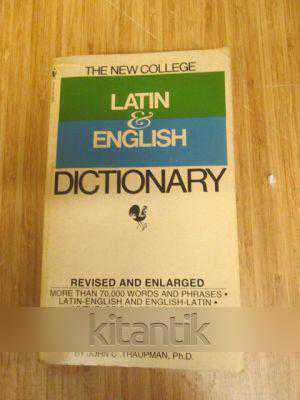 THE NEW COLLEGE
LATIN
&
ENGLISH
DICTIONARY
REVISED AND ENLARGED
MORE THAN 70,000 WORDS AND PHRASES •
LATIN-ENGLISH AND ENGLISH-LATIN •
kitantik
BY JOHN C. TRAUPMAN, Ph.D.